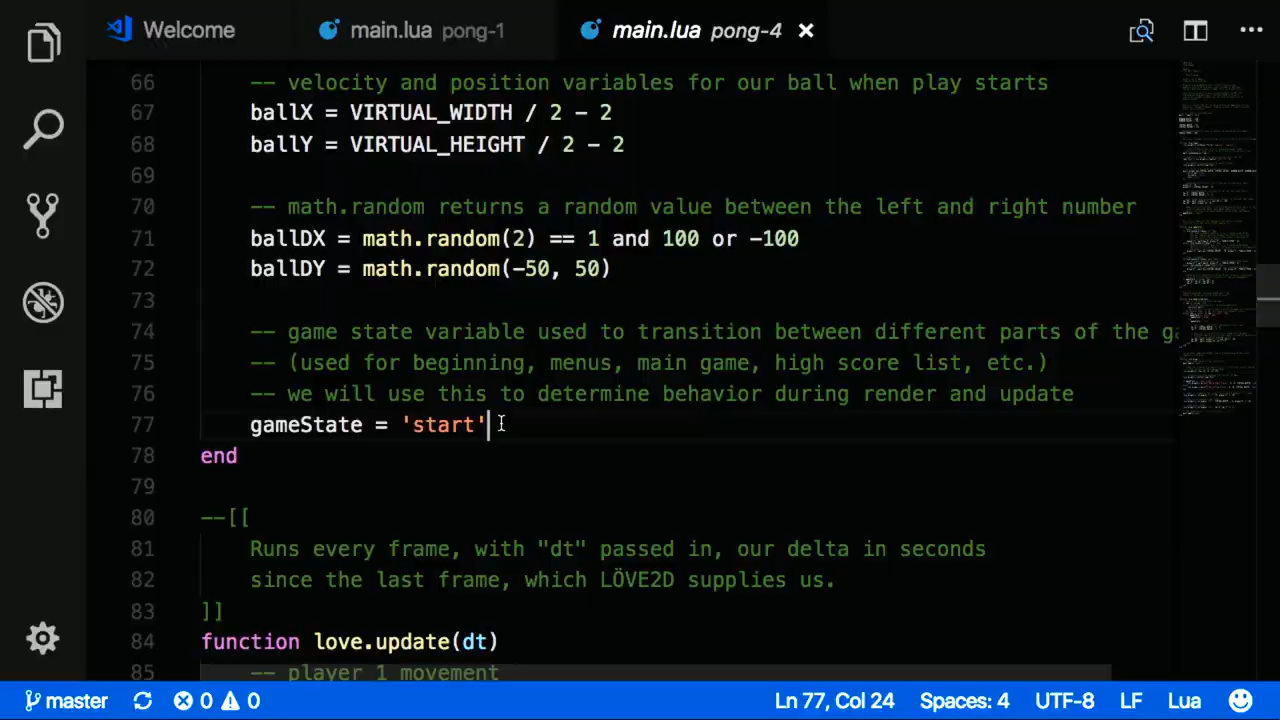 Welcome
main.lua pong-1
main.lua pong-4
66 -- velocity and position variables for our ball when play starts
67 ballX = VIRTUAL_WIDTH / 2 - 2
68 ballY = VIRTUAL_HEIGHT / 2 - 2
69
70 -- math.random returns a random value between the left and right number
71 ballDX = math.random(2) == 1 and 100 or -100
72 ballDY = math.random(-50, 50)
73
74 -- game state variable used to transition between different parts of the ga
75 -- (used for beginning, menus, main game, high score list, etc.)
76 -- we will use this to determine behavior during render and update
77 gameState = 'start'
78 end
79
80 --[[
81 Runs every frame, with "dt" passed in, our delta in seconds
82 since the last frame, which LÖVE2D supplies us.
83 ]]
84 function love.update(dt)
85 -- player 1 movement
master 0 0 Ln 77, Col 24 Spaces: 4 UTF-8 LF Lua